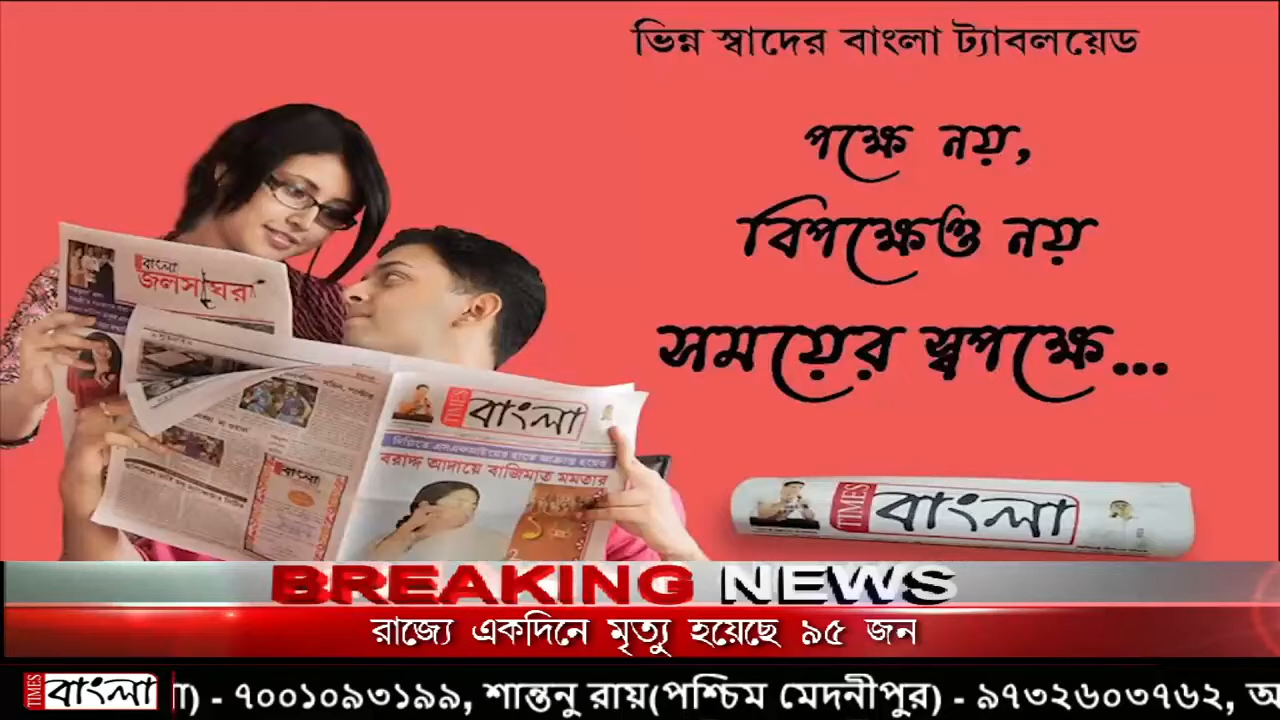 ভিন্ন স্বাদের বাংলা ট্যাবলয়েড
পক্ষে নয়,
বিপক্ষেও নয়
সময়ের স্বপক্ষে...
বাংলা
জলসাঘর
TIMES বাংলা
বরাদ্দ আদায়ে বাজিমাত মমতার
TIMES বাংলা
BREAKING NEWS
রাজ্যে একদিনে মৃত্যু হয়েছে ৯৫ জন
TIMES বাংলা
) - ৭০০১০৯৩১৯৯, শান্তনু রায়(পশ্চিম মেদনীপুর) - ৯৭৩২৬০৩৭৬২,